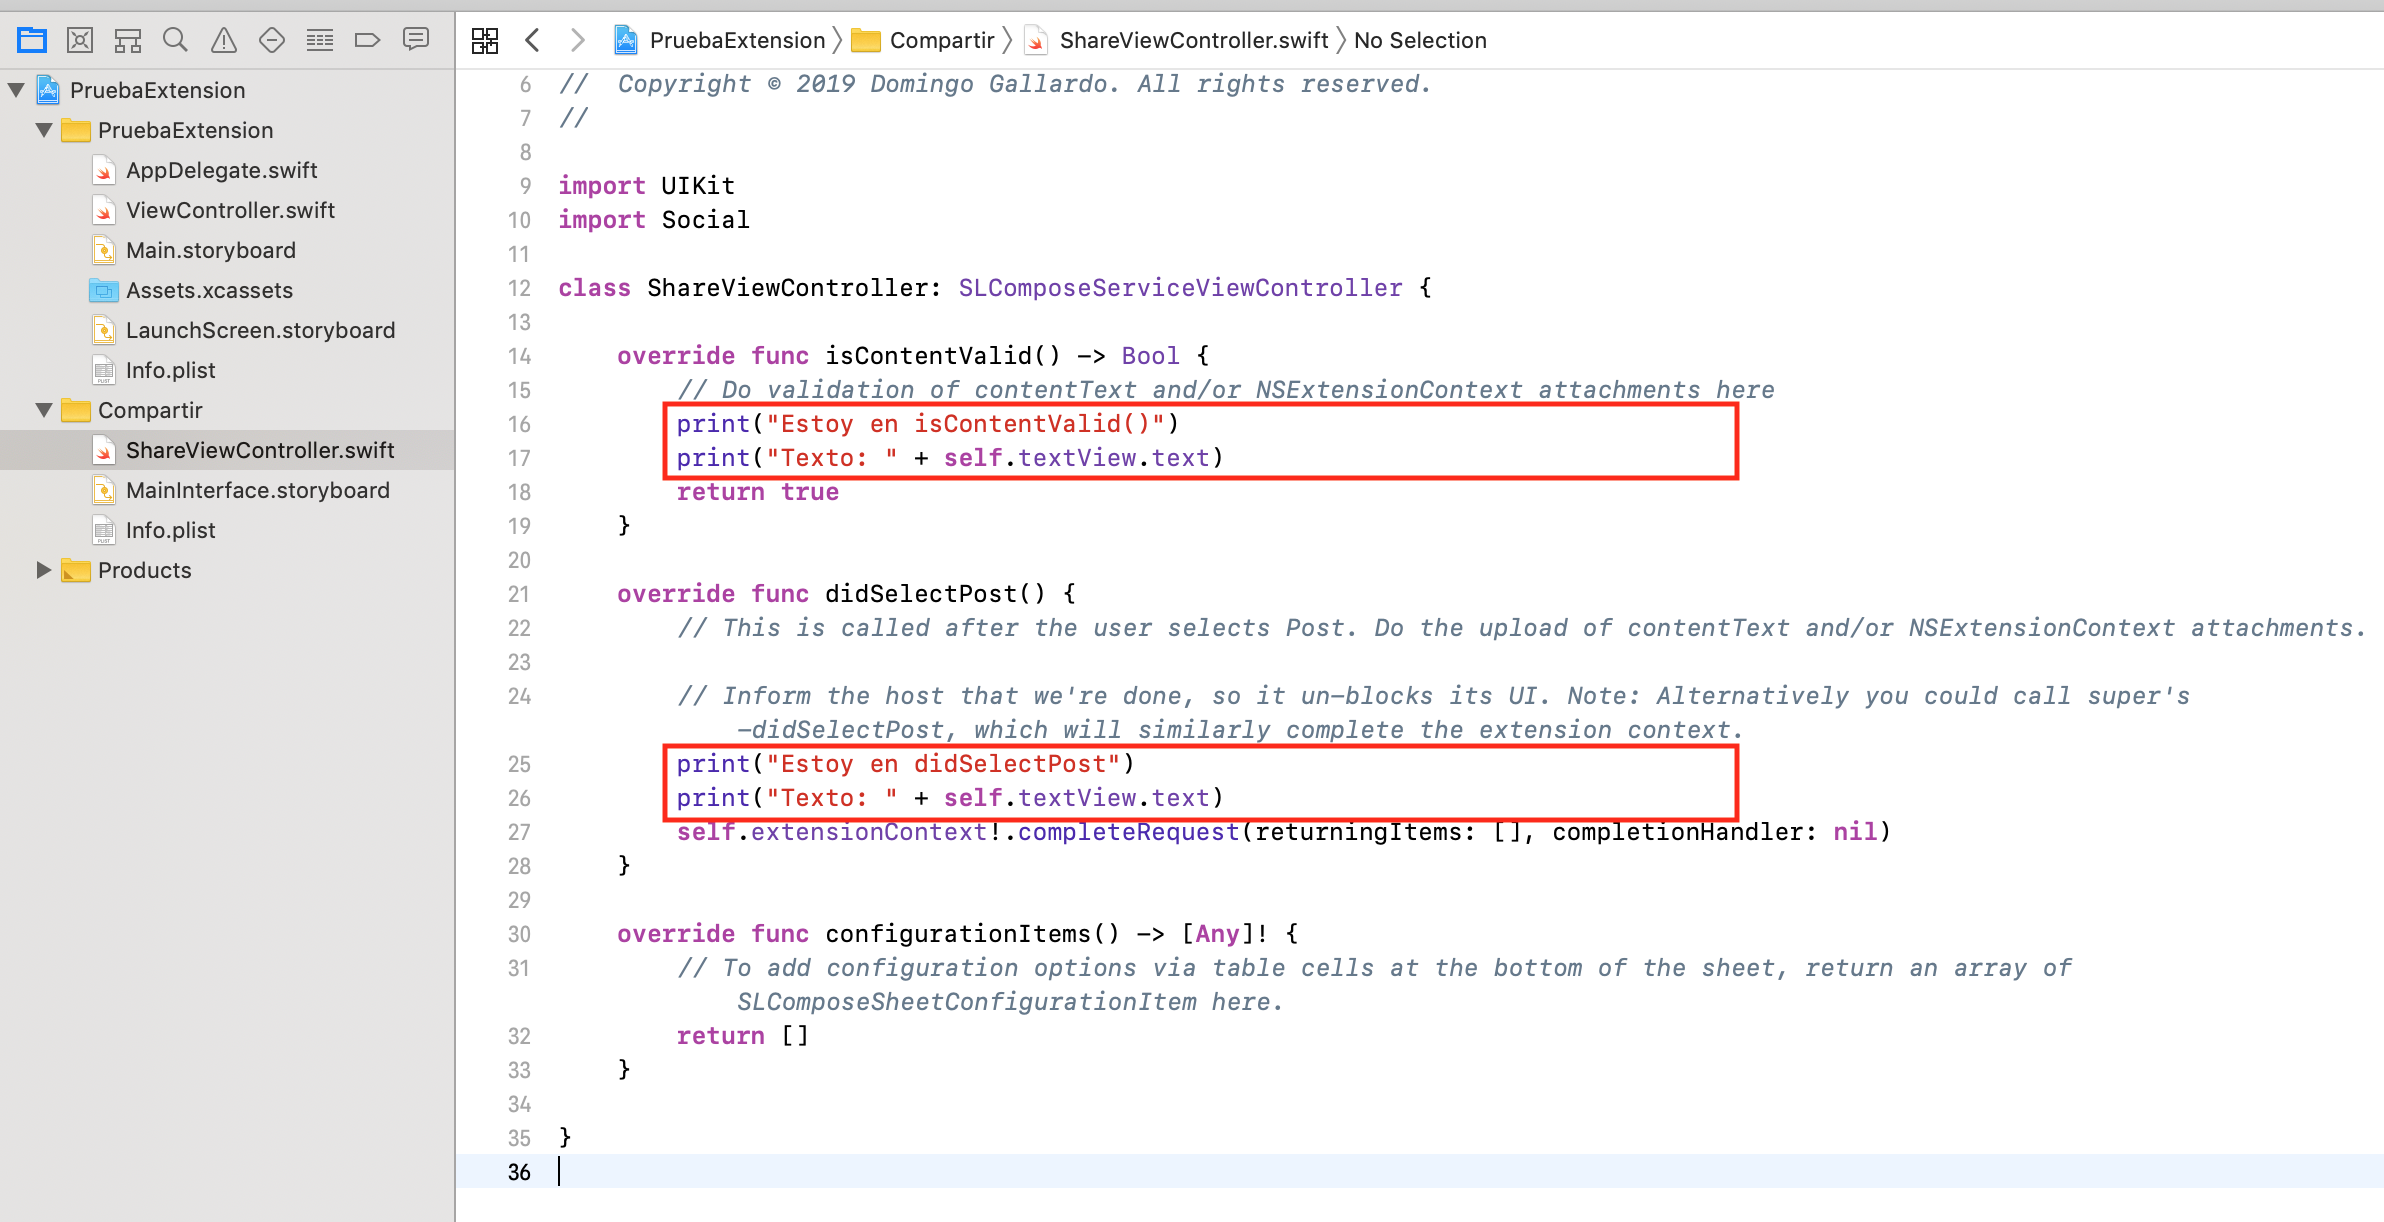 PruebaExtension
PruebaExtension
AppDelegate.swift
ViewController.swift
Main.storyboard
Assets.xcassets
LaunchScreen.storyboard
Info.plist
Compartir
ShareViewController.swift
MainInterface.storyboard
Info.plist
Products
PruebaExtension Compartir ShareViewController.swift No Selection
6 //  Copyright © 2019 Domingo Gallardo. All rights reserved.
7 //
8
9 import UIKit
10 import Social
11
12 class ShareViewController: SLComposeServiceViewController {
13
14     override func isContentValid() -> Bool {
15         // Do validation of contentText and/or NSExtensionContext attachments here
16         print("Estoy en isContentValid()")
17         print("Texto: " + self.textView.text)
18         return true
19     }
20
21     override func didSelectPost() {
22         // This is called after the user selects Post. Do the upload of contentText and/or NSExtensionContext attachments.
23
24         // Inform the host that we're done, so it un-blocks its UI. Note: Alternatively you could call super's
             -didSelectPost, which will similarly complete the extension context.
25         print("Estoy en didSelectPost")
26         print("Texto: " + self.textView.text)
27         self.extensionContext!.completeRequest(returningItems: [], completionHandler: nil)
28     }
29
30     override func configurationItems() -> [Any]! {
31         // To add configuration options via table cells at the bottom of the sheet, return an array of
             SLComposeSheetConfigurationItem here.
32         return []
33     }
34
35 }
36